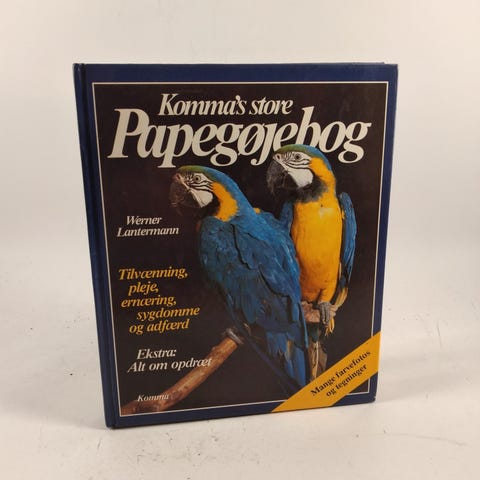 Komma's store
Papegøjebog
Werner
Lantermann
Tilvænning,
pleje,
ernæring,
sygdomme
og adfærd
Ekstra:
Alt om opdræt
Komma
Mange farvefotos
og tegninger